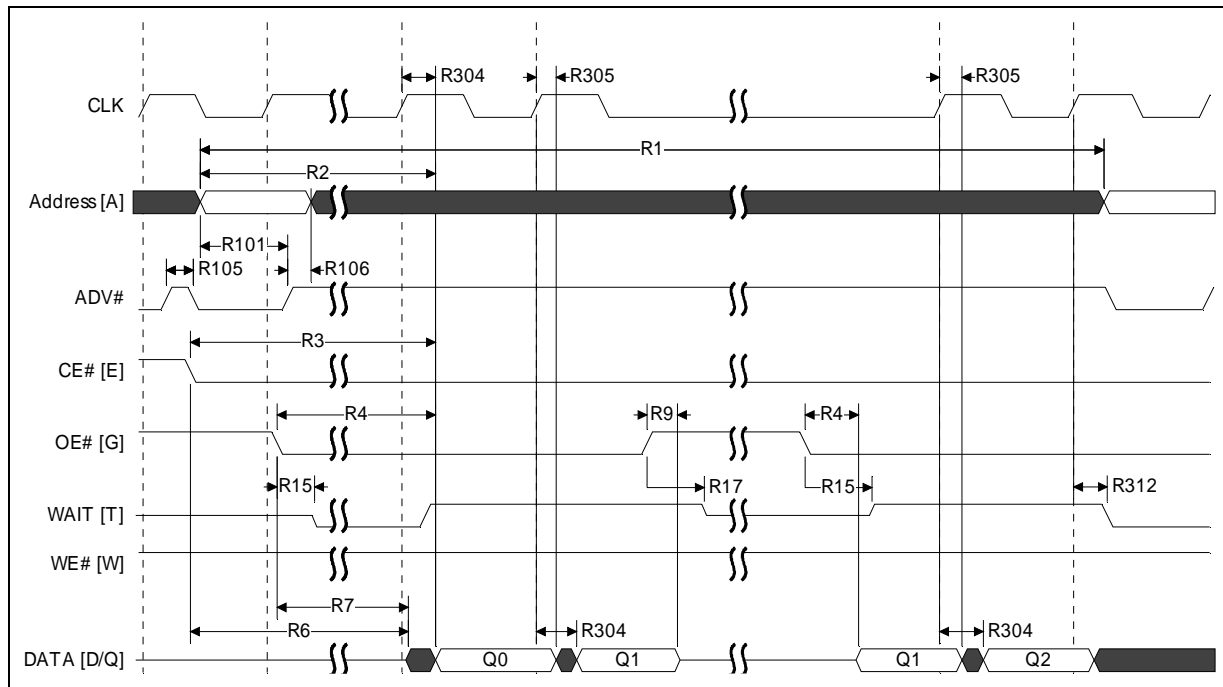 R304 R305 R305
CLK
R1
R2
Address [A]
R101
R105 R106
ADV#
R3
CE# [E]
R4 R9 R4
OE# [G]
R15 R17 R15 R312
WAIT [T]
WE# [W]
R7
R6 R304 R304
DATA [D/Q] Q0 Q1 Q1 Q2